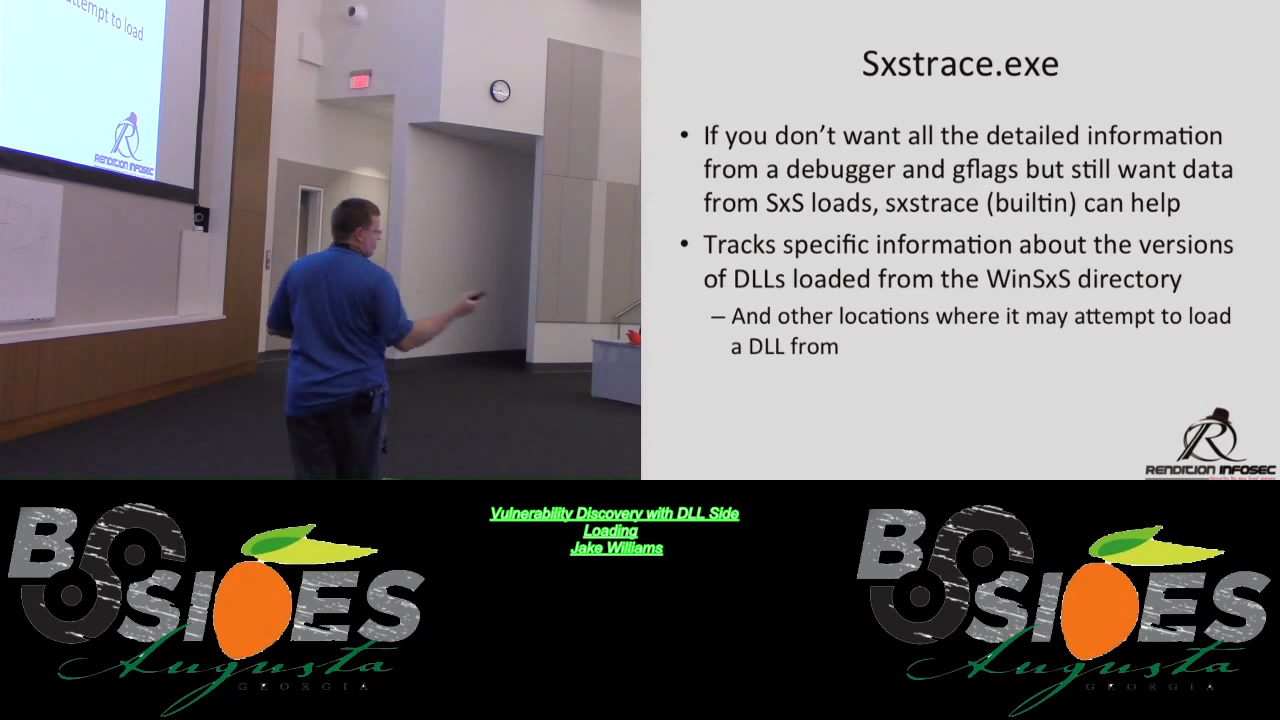 attempt to load
RENDITION INFOSEC
Sxstrace.exe
• If you don’t want all the detailed information
from a debugger and gflags but still want data
from SxS loads, sxstrace (builtin) can help
• Tracks specific information about the versions
of DLLs loaded from the WinSxS directory
– And other locations where it may attempt to load
a DLL from
RENDITION INFOSEC
Vulnerability Discovery with DLL Side
Loading
Jake Williams
BSIDES
Augusta
GEORGIA
BSIDES
Augusta
GEORGIA